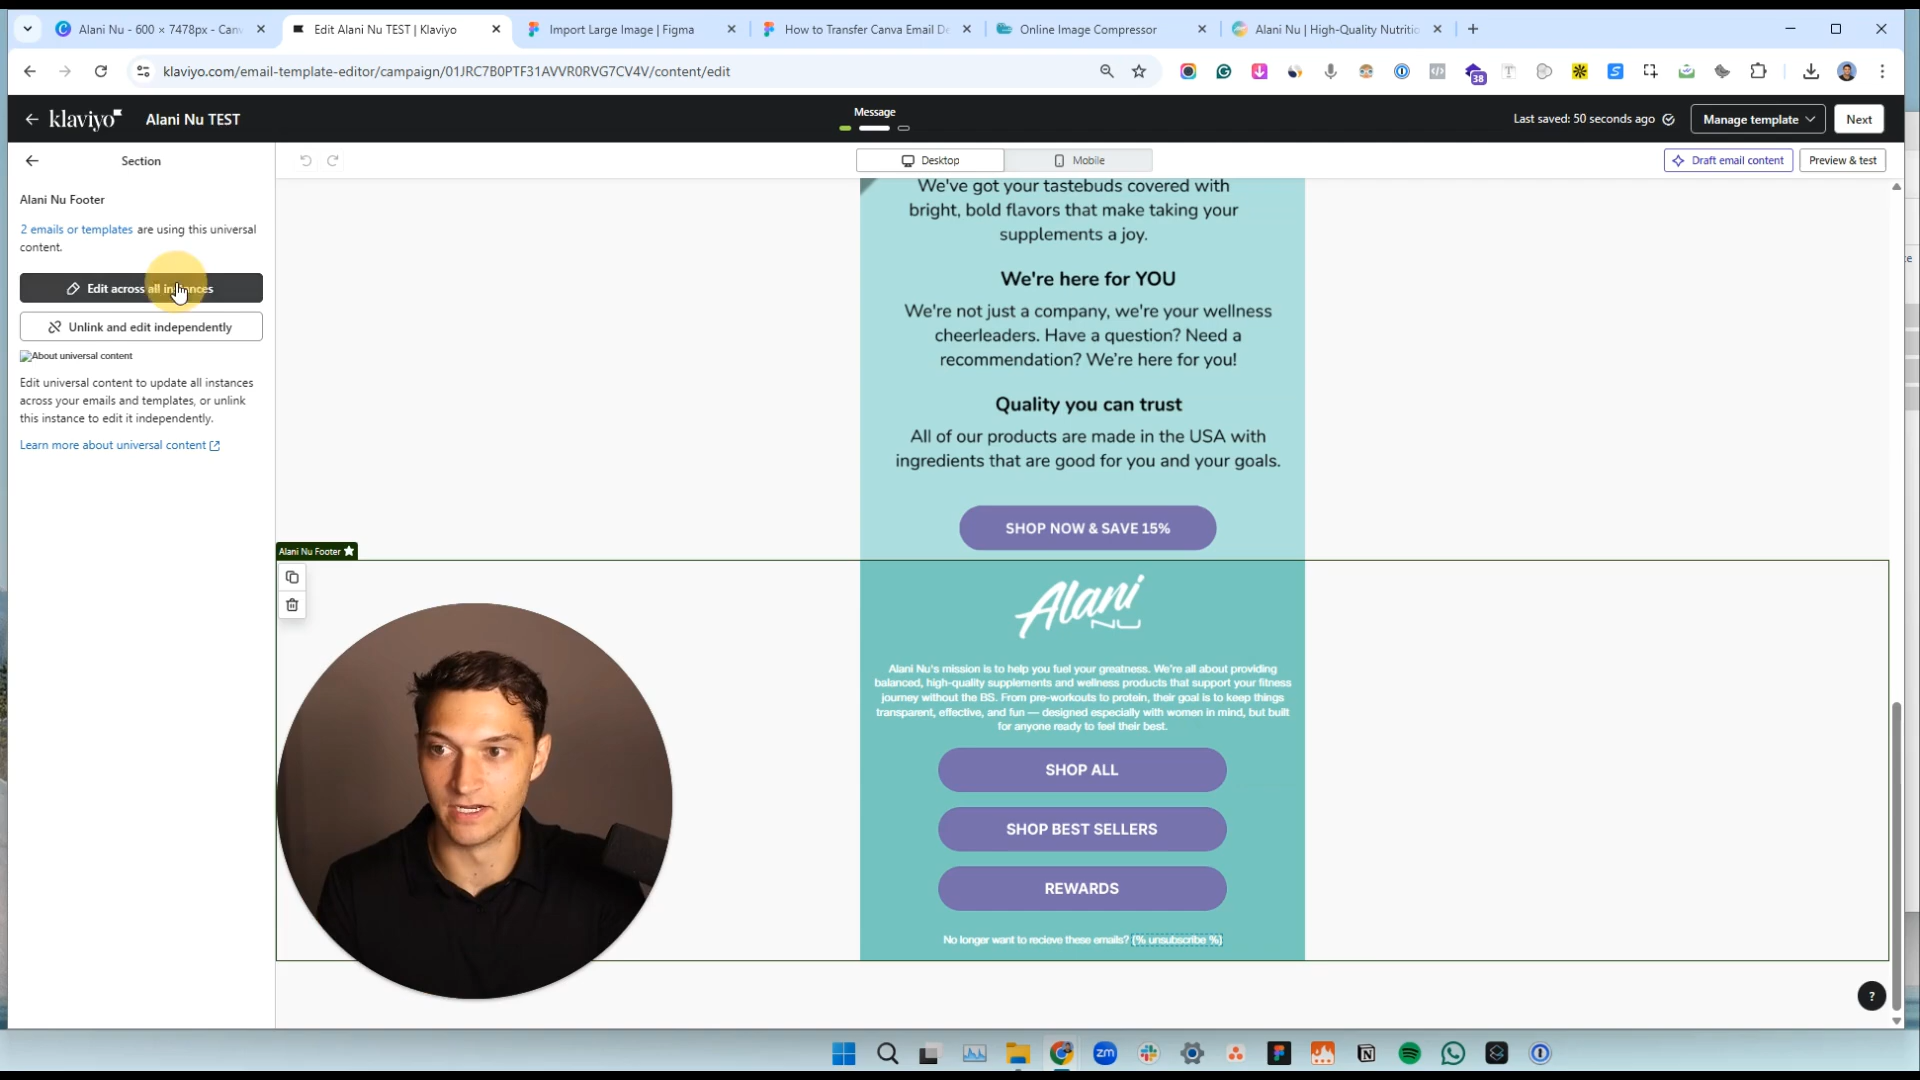 Alani Nu - 600 × 7478px - Can
Edit Alani Nu TEST | Klaviyo
Import Large Image | Figma
How to Transfer Canva Email De
Online Image Compressor
Alani Nu | High-Quality Nutritic
klaviyo.com/email-template-editor/campaign/01JRC7B0PTF31AVVR0RVG7CV4V/content/edit
38
klaviyo
Alani Nu TEST
Message
Last saved: 50 seconds ago
Manage template
Next
Section
Desktop
Mobile
Draft email content
Preview & test
Alani Nu Footer
2 emails or templates are using this universal
content.
Edit across all instances
Unlink and edit independently
About universal content
Edit universal content to update all instances
across your emails and templates, or unlink
this instance to edit it independently.
Learn more about universal content
We've got your tastebuds covered with
bright, bold flavors that make taking your
supplements a joy.
We're here for YOU
We're not just a company, we're your wellness
cheerleaders. Have a question? Need a
recommendation? We're here for you!
Quality you can trust
All of our products are made in the USA with
ingredients that are good for you and your goals.
SHOP NOW & SAVE 15%
Alani Nu Footer
Alani
NU
Alani Nu's mission is to help you fuel your greatness. We're all about providing
balanced, high-quality supplements and wellness products that support your fitness
journey without the BS. From pre-workouts to protein, their goal is to keep things
transparent, effective, and fun — designed especially with women in mind, but built
for anyone ready to feel their best.
SHOP ALL
SHOP BEST SELLERS
REWARDS
No longer want to recieve these emails? {% unsubscribe %}
?
zm